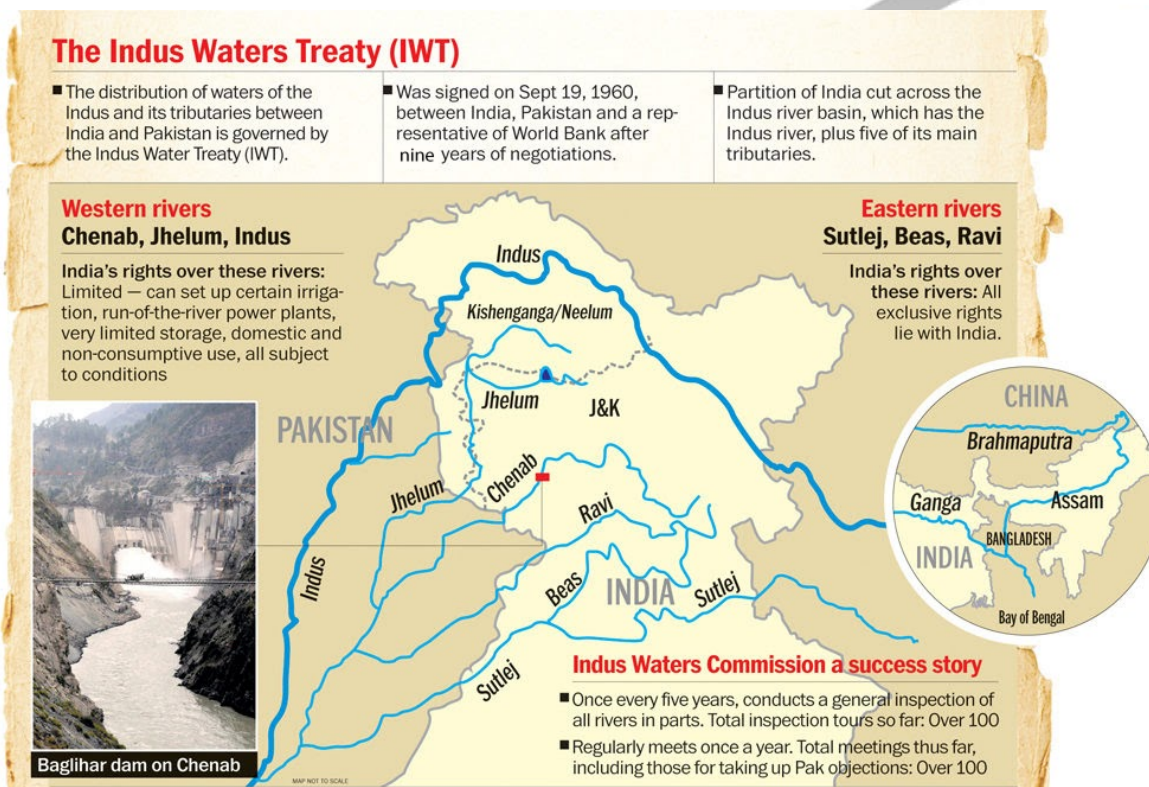 The Indus Waters Treaty (IWT)
■ The distribution of waters of the
Indus and its tributaries between
India and Pakistan is governed by
the Indus Water Treaty (IWT).
■ Was signed on Sept 19, 1960,
between India, Pakistan and a rep-
resentative of World Bank after
nine years of negotiations.
■ Partition of India cut across the
Indus river basin, which has the
Indus river, plus five of its main
tributaries.
Western rivers
Chenab, Jhelum, Indus
India's rights over these rivers:
Limited — can set up certain irriga-
tion, run-of-the-river power plants,
very limited storage, domestic and
non-consumptive use, all subject
to conditions
Eastern rivers
Sutlej, Beas, Ravi
India's rights over
these rivers: All
exclusive rights
lie with India.
Indus
Kishenganga/Neelum
Jhelum
J&K
PAKISTAN
Jhelum
Chenab
Ravi
Indus
Beas
INDIA
Sutlej
Sutlej
CHINA
Brahmaputra
Ganga
Assam
BANGLADESH
INDIA
Bay of Bengal
Baglihar dam on Chenab
MAP NOT TO SCALE
Indus Waters Commission a success story
■ Once every five years, conducts a general inspection of
all rivers in parts. Total inspection tours so far: Over 100
■ Regularly meets once a year. Total meetings thus far,
including those for taking up Pak objections: Over 100